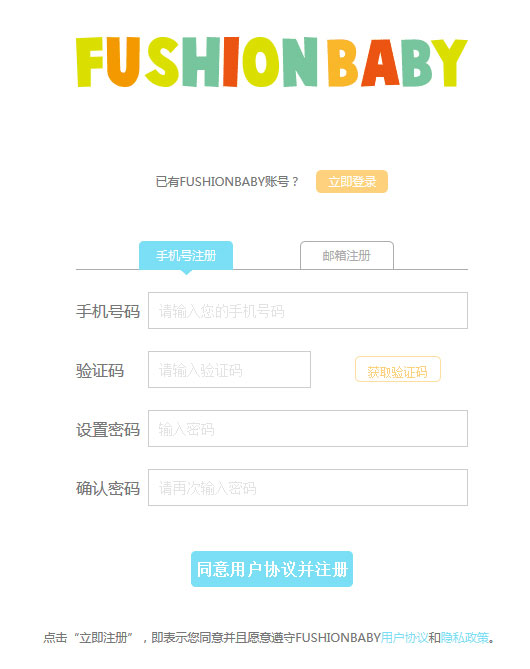 FUSHIONBABY
已有FUSHIONBABY账号？ 立即登录
手机号注册 邮箱注册
手机号码 请输入您的手机号码
验证码 请输入验证码 获取验证码
设置密码 输入密码
确认密码 请再次输入密码
同意用户协议并注册
点击“立即注册”，即表示您同意并且愿意遵守FUSHIONBABY用户协议和隐私政策。